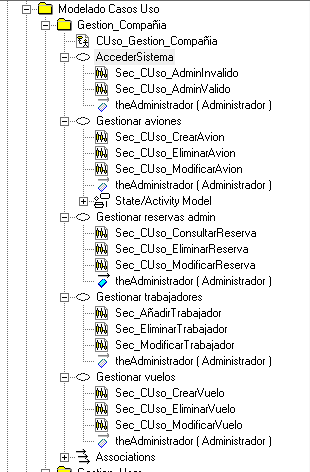 Modelado Casos Uso
Gestion_Compañia
CUso_Gestion_Compañia
AccederSistema
Sec_CUso_AdminInvalido
Sec_CUso_AdminValido
theAdministrador ( Administrador )
Gestionar aviones
Sec_CUso_CrearAvion
Sec_CUso_EliminarAvion
Sec_CUso_ModificarAvion
theAdministrador ( Administrador )
State/Activity Model
Gestionar reservas admin
Sec_CUso_ConsultarReserva
Sec_CUso_EliminarReserva
Sec_CUso_ModificarReserva
theAdministrador ( Administrador )
Gestionar trabajadores
Sec_AñadirTrabajador
Sec_EliminarTrabajador
Sec_ModificarTrabajador
theAdministrador ( Administrador )
Gestionar vuelos
Sec_CUso_CrearVuelo
Sec_CUso_EliminarVuelo
Sec_CUso_ModificarVuelo
theAdministrador ( Administrador )
Associations